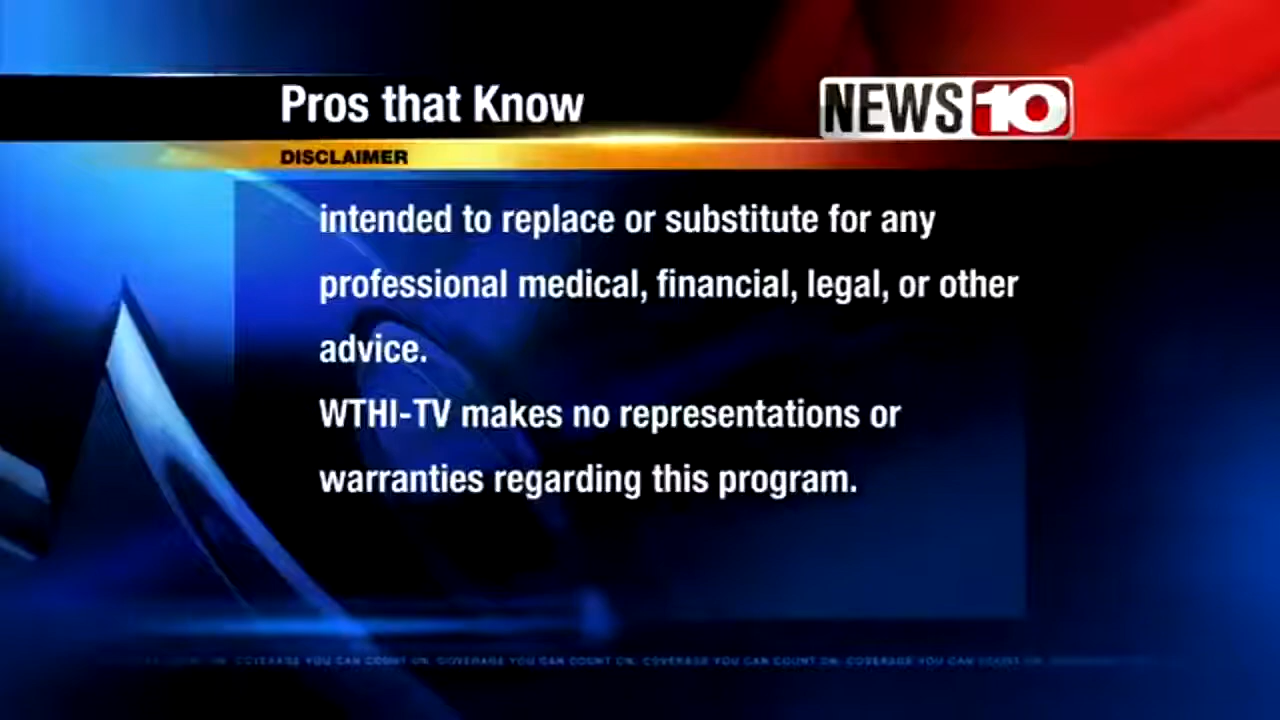 Pros that Know
NEWS 10
DISCLAIMER
intended to replace or substitute for any
professional medical, financial, legal, or other
advice.
WTHI-TV makes no representations or
warranties regarding this program.
COVERAGE YOU CAN COUNT ON. COVERAGE YOU CAN COUNT ON. COVERAGE YOU CAN COUNT ON. COVERAGE YOU CAN COUNT ON